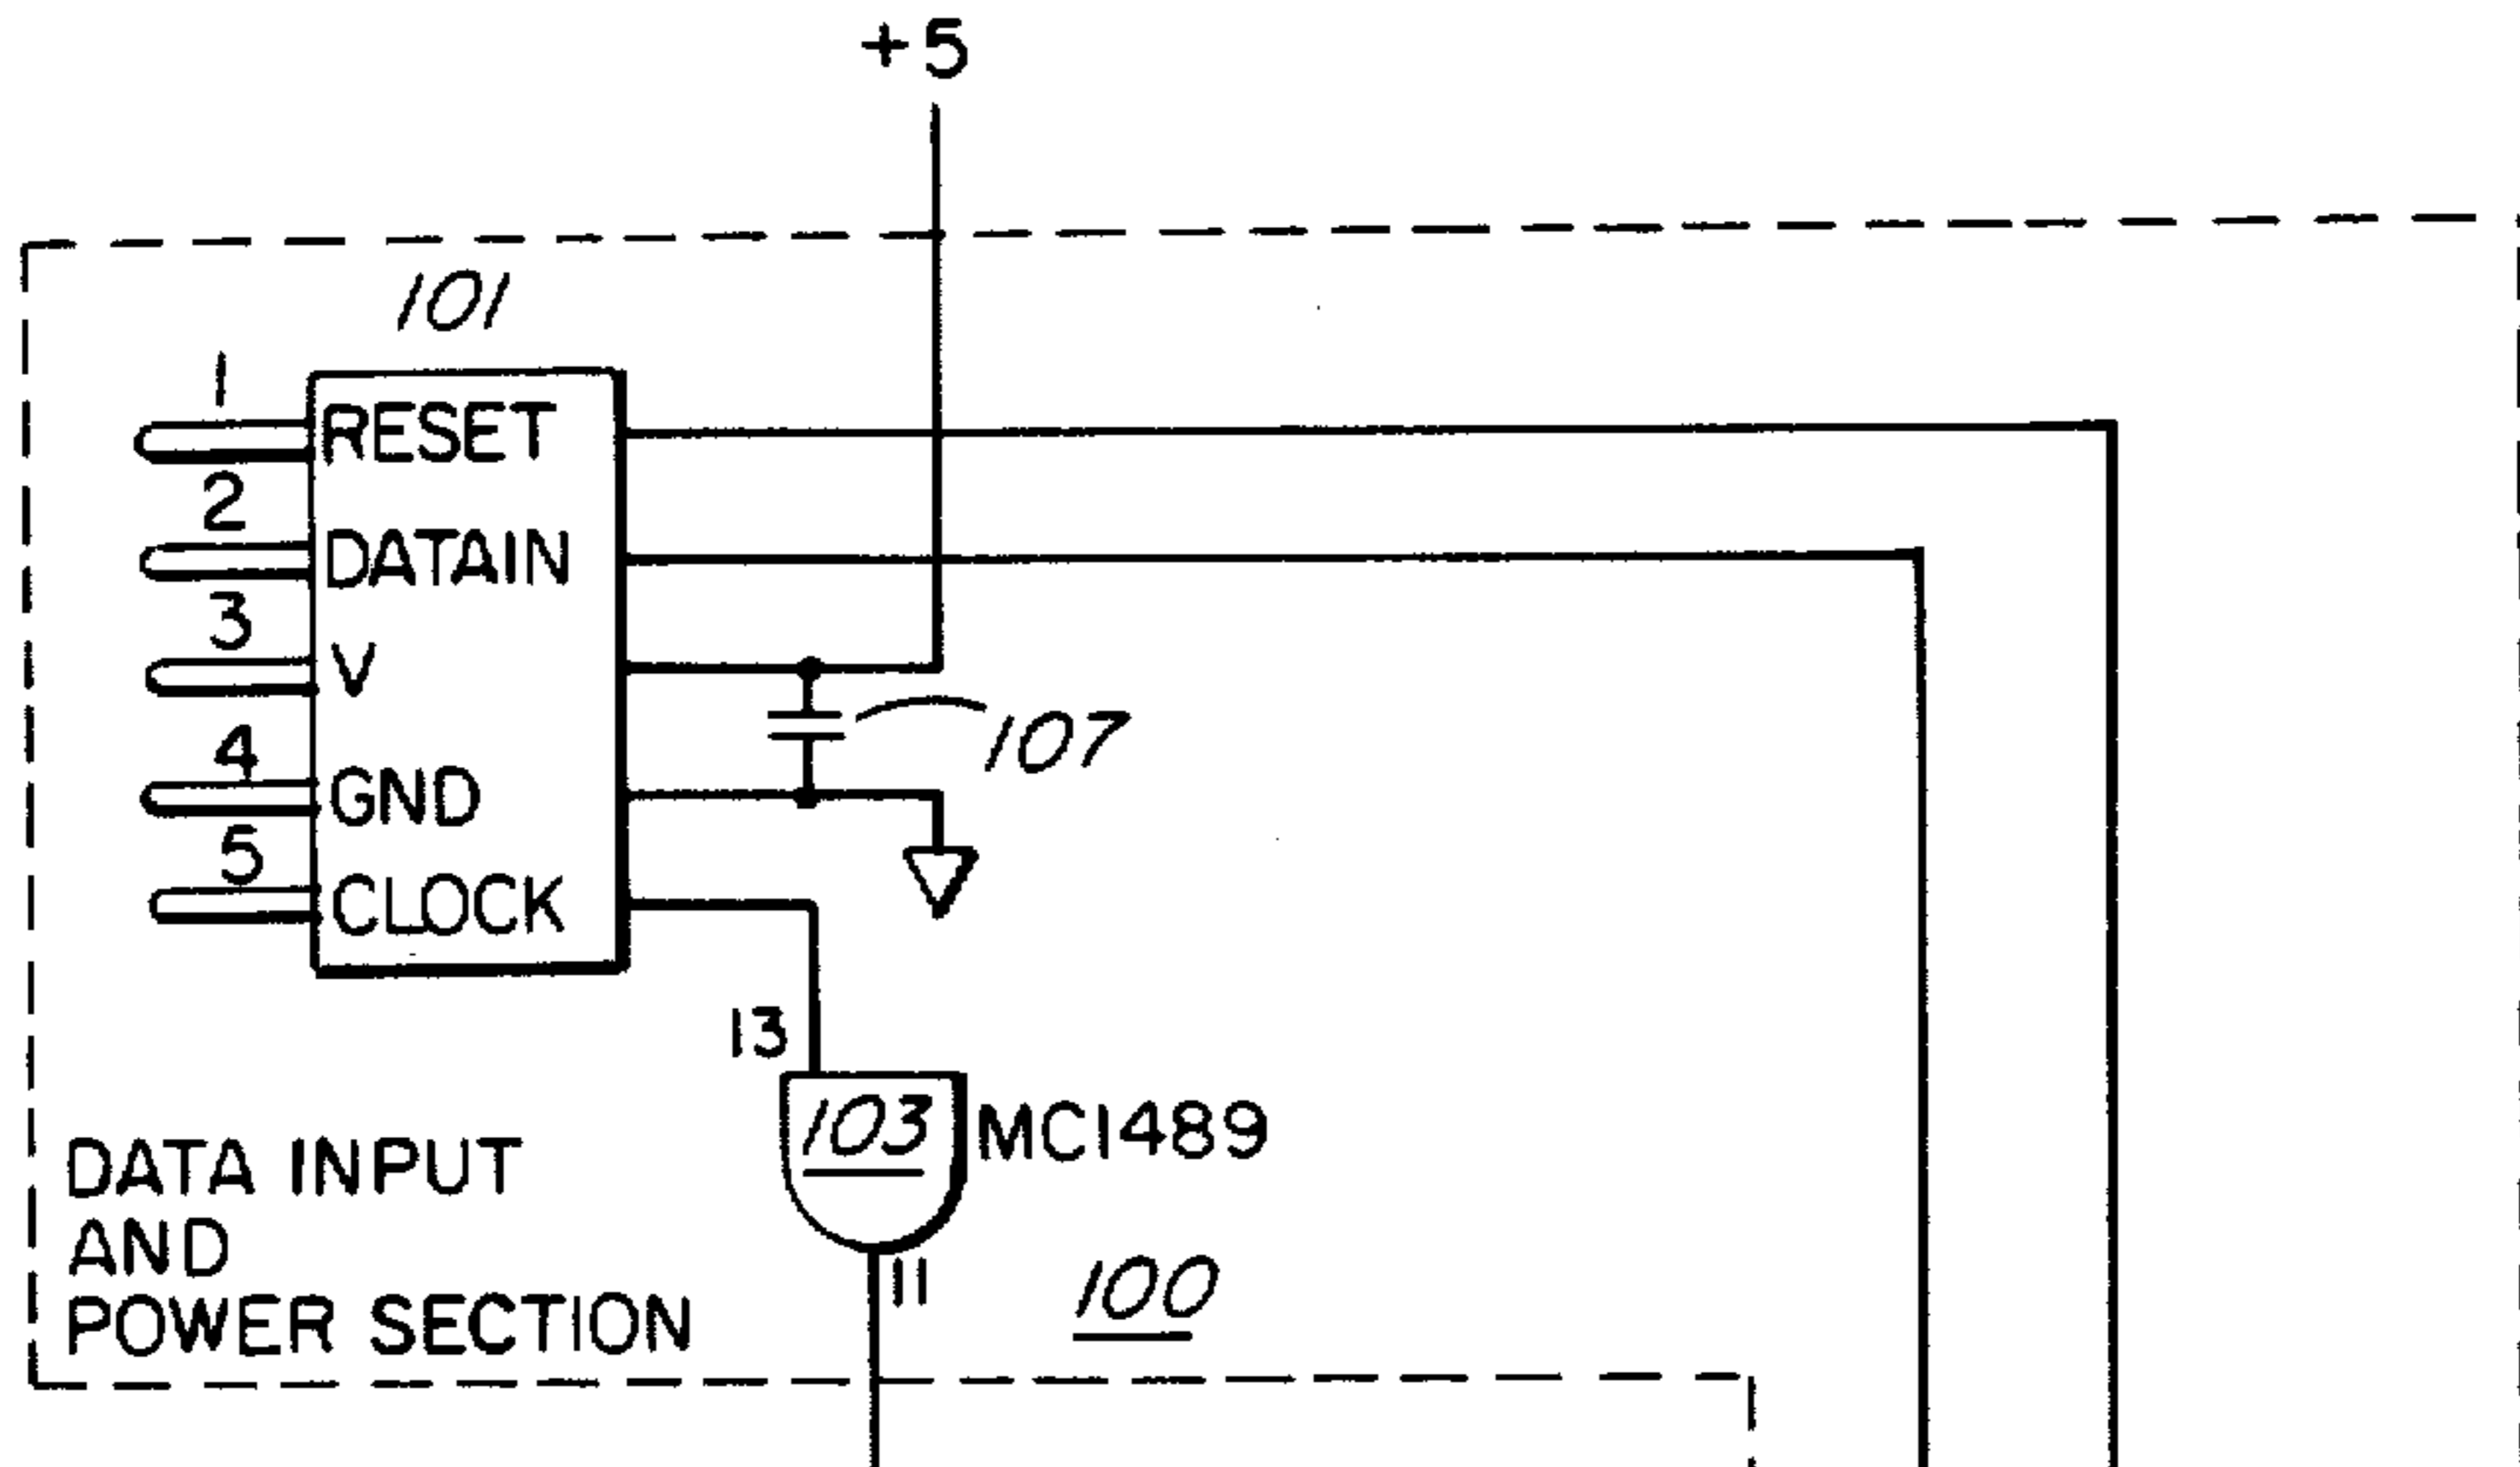 +5
101
1
RESET
2
DATAIN
3
V
107
4
GND
5
CLOCK
13
103
MC1489
DATA INPUT
AND
POWER SECTION
11
100